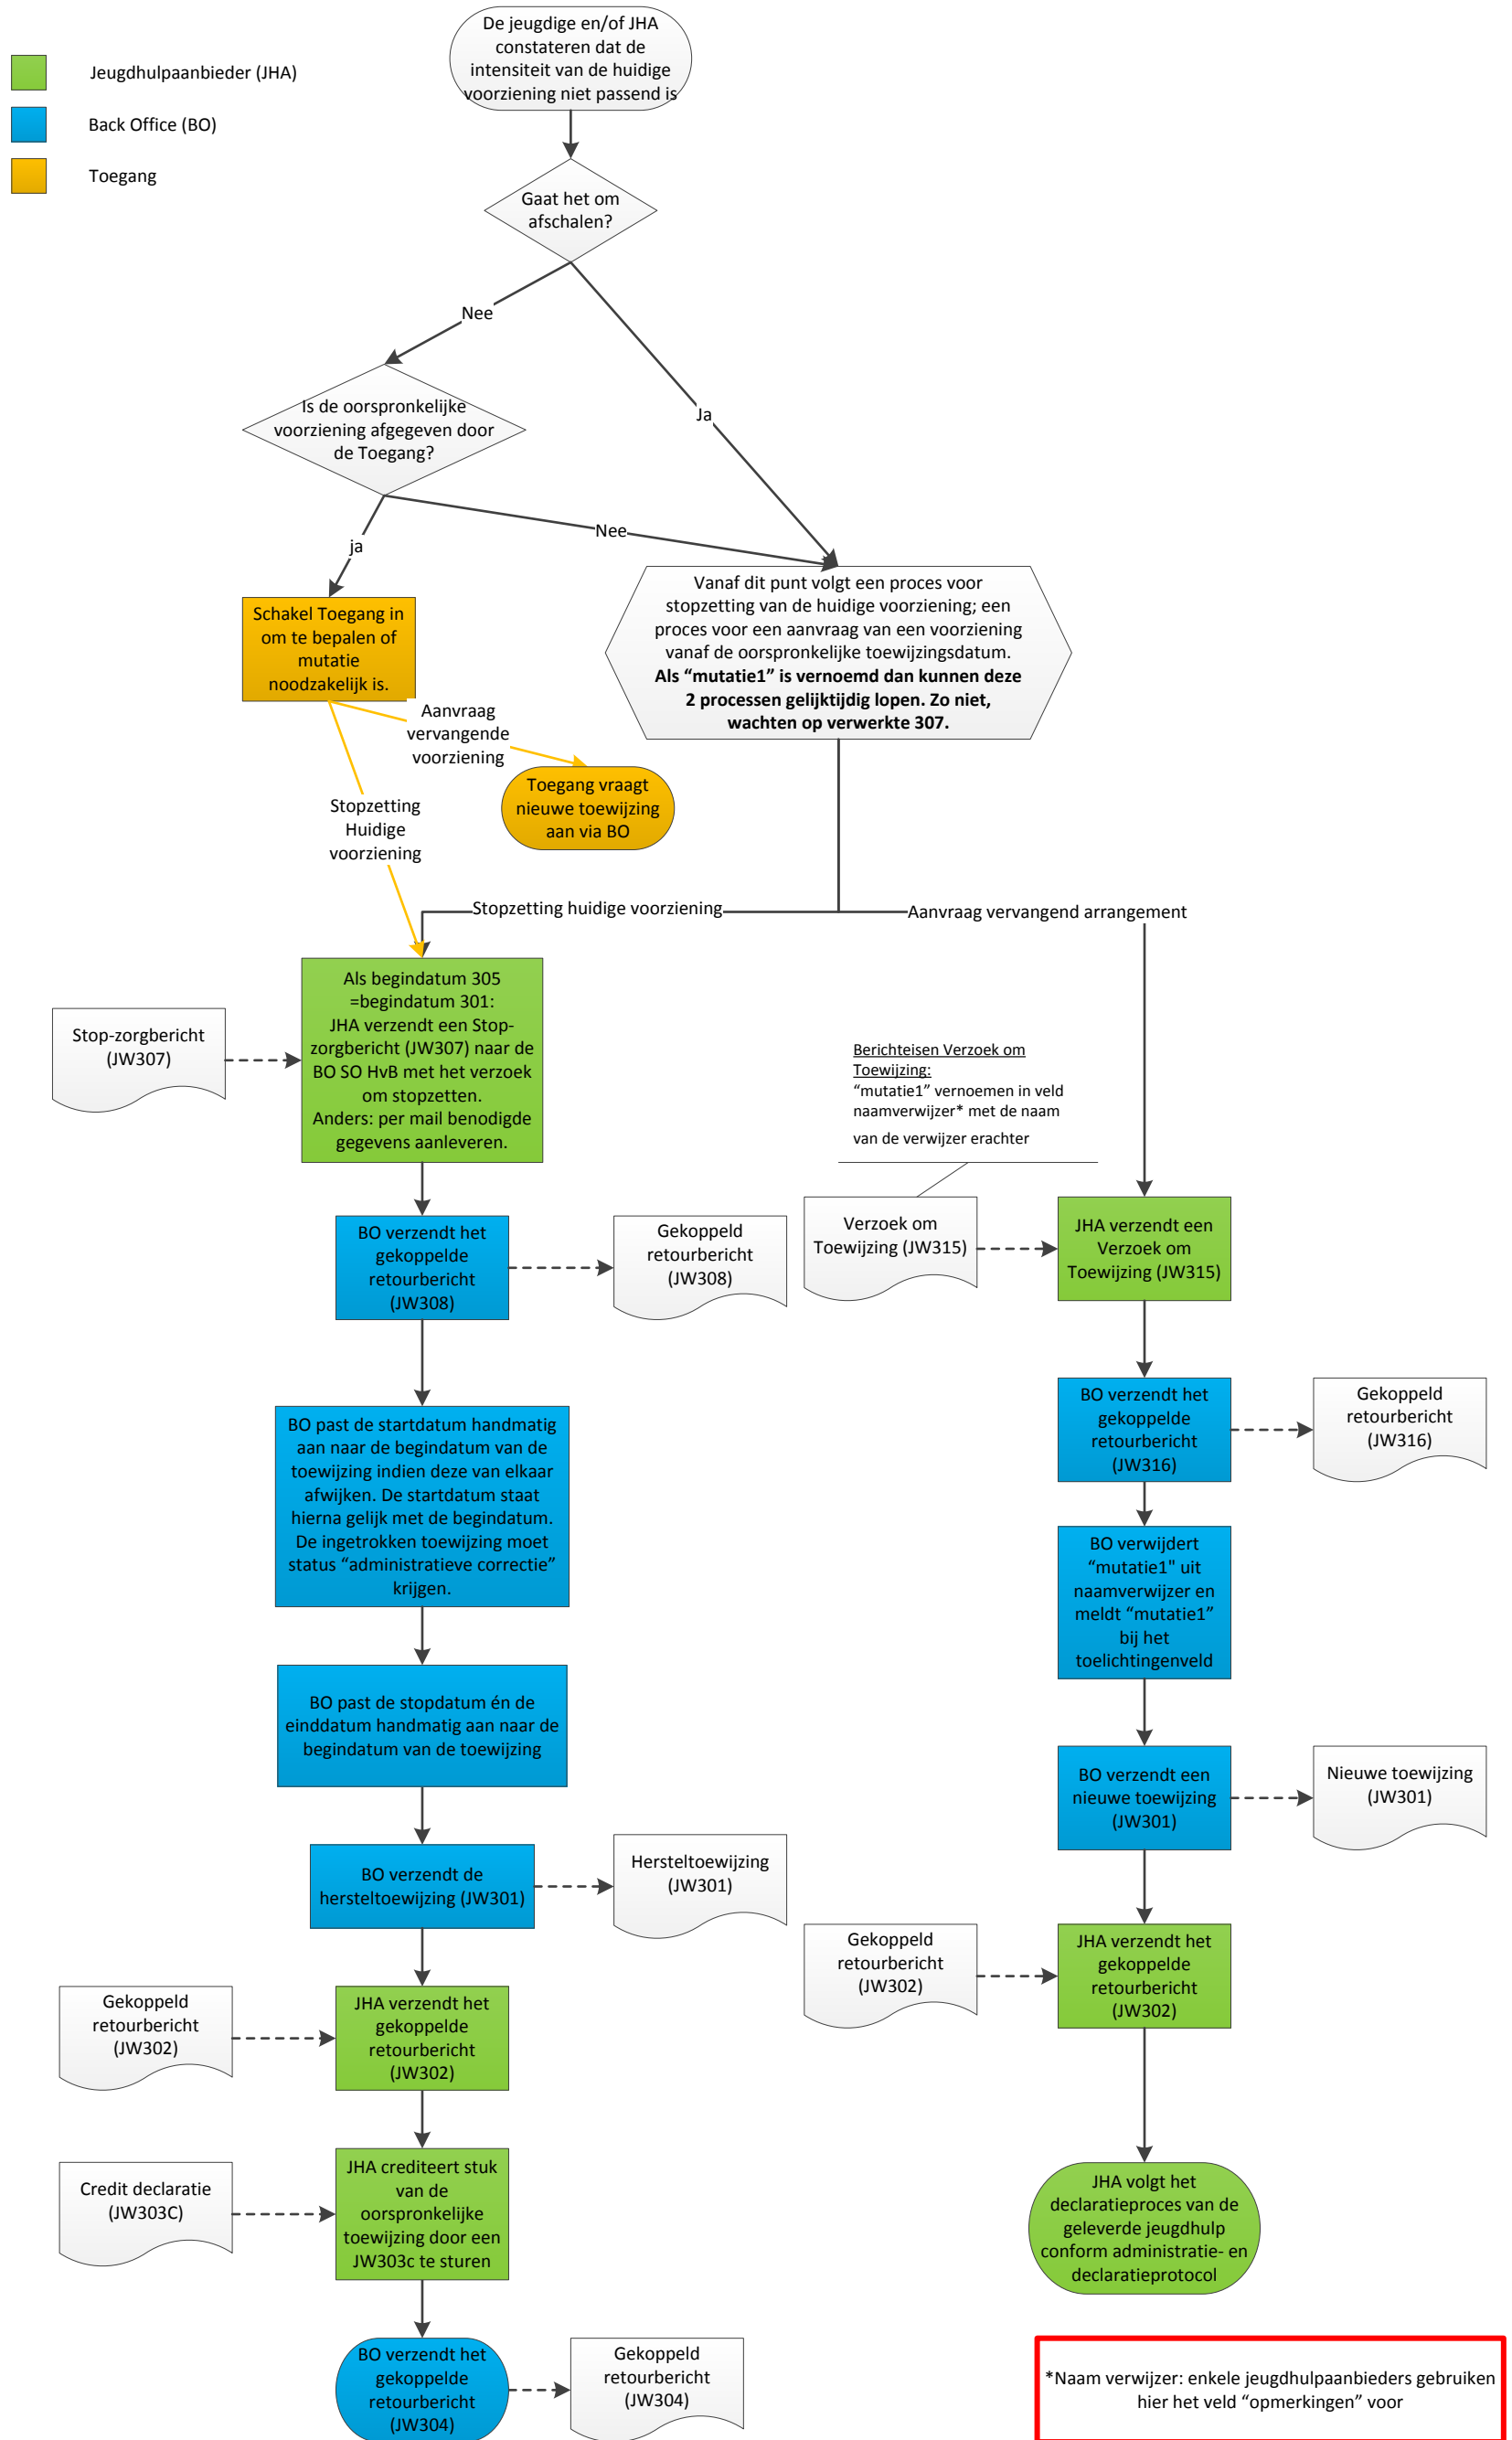 De jeugdige en/of JHA
constateren dat de
intensiteit van de huidige
voorziening niet passend is
Jeugdhulpaanbieder (JHA)
Back Office (BO)
Toegang
Gaat het om
afschalen?
Nee
Ja
Is de oorspronkelijke
voorziening afgegeven door
de Toegang?
ja
Nee
Schakel Toegang in
om te bepalen of
mutatie
noodzakelijk is.
Vanaf dit punt volgt een proces voor
stopzetting van de huidige voorziening; een
proces voor een aanvraag van een voorziening
vanaf de oorspronkelijke toewijzingsdatum.
Als “mutatie1” is vernoemd dan kunnen deze
2 processen gelijktijdig lopen. Zo niet,
wachten op verwerkte 307.
Aanvraag
vervangende
voorziening
Toegang vraagt
nieuwe toewijzing
aan via BO
Stopzetting
Huidige
voorziening
Stopzetting huidige voorziening
Aanvraag vervangend arrangement
Als begindatum 305
=begindatum 301:
JHA verzendt een Stop-
zorgbericht (JW307) naar de
BO SO HvB met het verzoek
om stopzetten.
Anders: per mail benodigde
gegevens aanleveren.
Stop-zorgbericht
(JW307)
Berichteisen Verzoek om
Toewijzing:
“mutatie1” vernoemen in veld
naamverwijzer* met de naam
van de verwijzer erachter
BO verzendt het
gekoppelde
retourbericht
(JW308)
Gekoppeld
retourbericht
(JW308)
Verzoek om
Toewijzing (JW315)
JHA verzendt een
Verzoek om
Toewijzing (JW315)
BO past de startdatum handmatig
aan naar de begindatum van de
toewijzing indien deze van elkaar
afwijken. De startdatum staat
hierna gelijk met de begindatum.
De ingetrokken toewijzing moet
status “administratieve correctie”
krijgen.
BO verzendt het
gekoppelde
retourbericht
(JW316)
Gekoppeld
retourbericht
(JW316)
BO verwijdert
“mutatie1" uit
naamverwijzer en
meldt “mutatie1”
bij het
toelichtingenveld
BO past de stopdatum én de
einddatum handmatig aan naar de
begindatum van de toewijzing
BO verzendt een
nieuwe toewijzing
(JW301)
Nieuwe toewijzing
(JW301)
BO verzendt de
hersteltoewijzing (JW301)
Hersteltoewijzing
(JW301)
Gekoppeld
retourbericht
(JW302)
JHA verzendt het
gekoppelde
retourbericht
(JW302)
Gekoppeld
retourbericht
(JW302)
JHA verzendt het
gekoppelde
retourbericht
(JW302)
Credit declaratie
(JW303C)
JHA crediteert stuk
van de
oorspronkelijke
toewijzing door een
JW303c te sturen
JHA volgt het
declaratieproces van de
geleverde jeugdhulp
conform administratie- en
declaratieprotocol
BO verzendt het
gekoppelde
retourbericht
(JW304)
Gekoppeld
retourbericht
(JW304)
*Naam verwijzer: enkele jeugdhulpaanbieders gebruiken
hier het veld “opmerkingen” voor